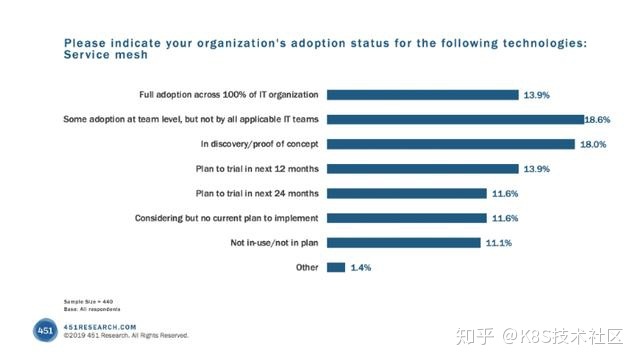 Please indicate your organization's adoption status for the following technologies:
Service mesh
Full adoption across 100% of IT organization 13.9%
Some adoption at team level, but not by all applicable IT teams 18.6%
In discovery/proof of concept 18.0%
Plan to trial in next 12 months 13.9%
Plan to trial in next 24 months 11.6%
Considering but no current plan to implement 11.6%
Not in-use/not in plan 11.1%
Other 1.4%
Sample Size = 440
Base: All respondents
451
451RESEARCH.COM
©2019 451 Research. All Rights Reserved.
知乎 @K8S技术社区